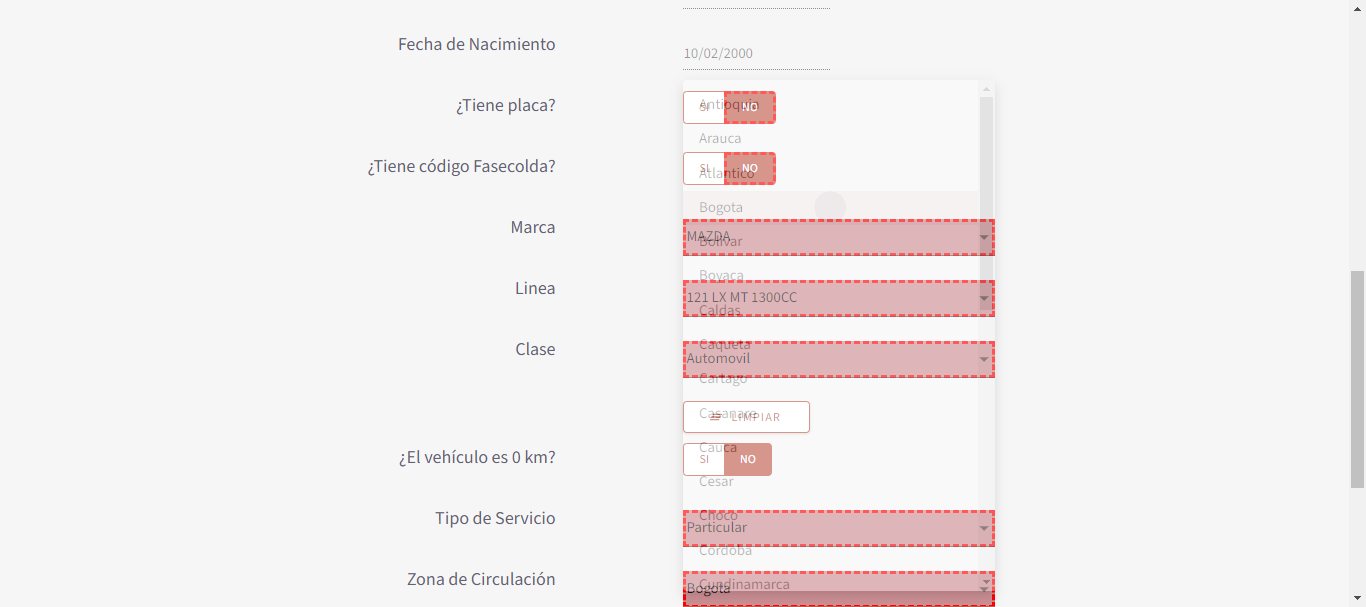 Fecha de Nacimiento
10/02/2000
¿Tiene placa?
SI NO
Antioquia
Arauca
¿Tiene código Fasecolda?
SI NO
Atlantico
Bogota
Marca
MAZDA
Bolivar
Boyaca
Linea
121 LX MT 1300CC
Caldas
Caqueta
Clase
Automovil
Cartago
Casanare
LIMPIAR
Cauca
¿El vehículo es 0 km?
SI NO
Cesar
Choco
Tipo de Servicio
Particular
Cordoba
Cundinamarca
Zona de Circulación
Bogota